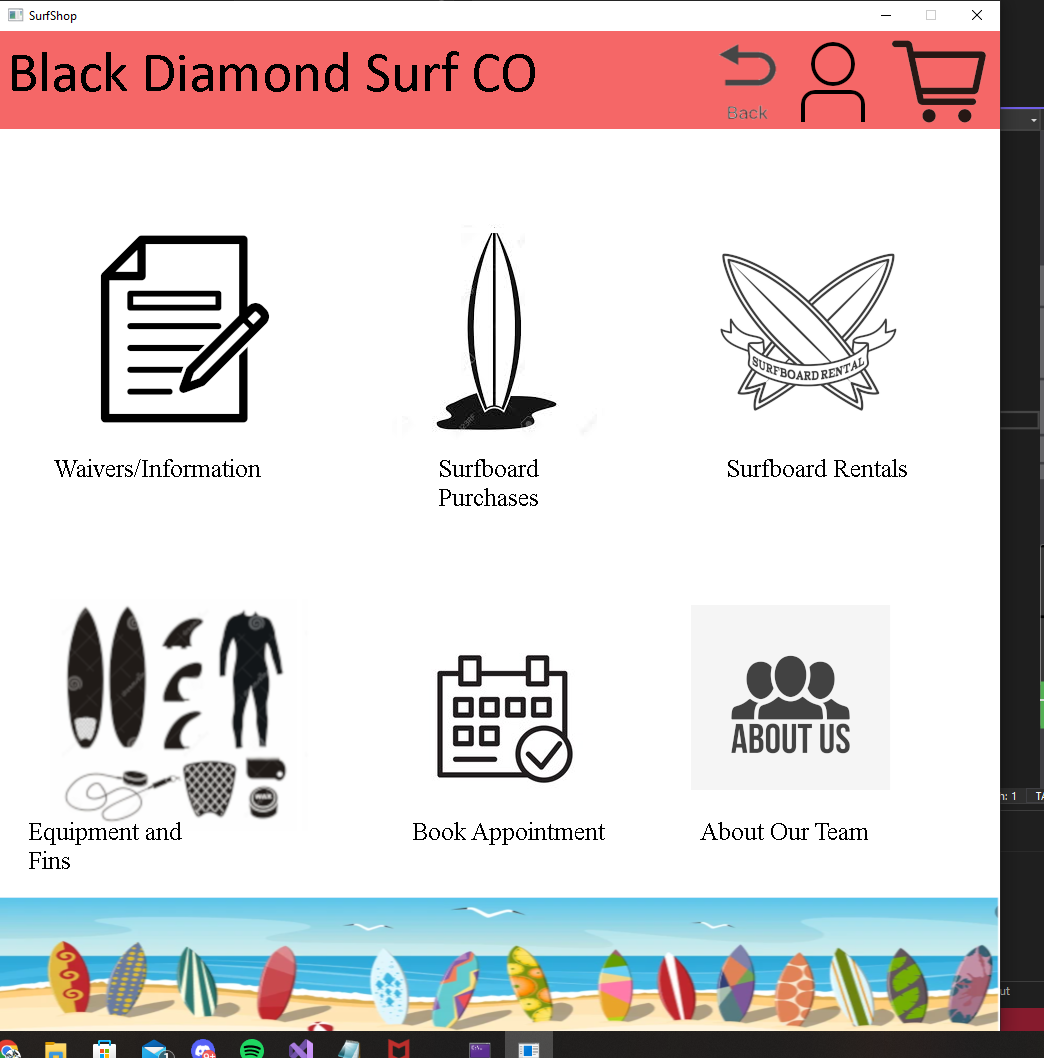 SurfShop
Black Diamond Surf CO
Back
SURFBOARD RENTAL
Waivers/Information
Surfboard
Purchases
Surfboard Rentals
ABOUT US
Equipment and
Fins
Book Appointment
About Our Team